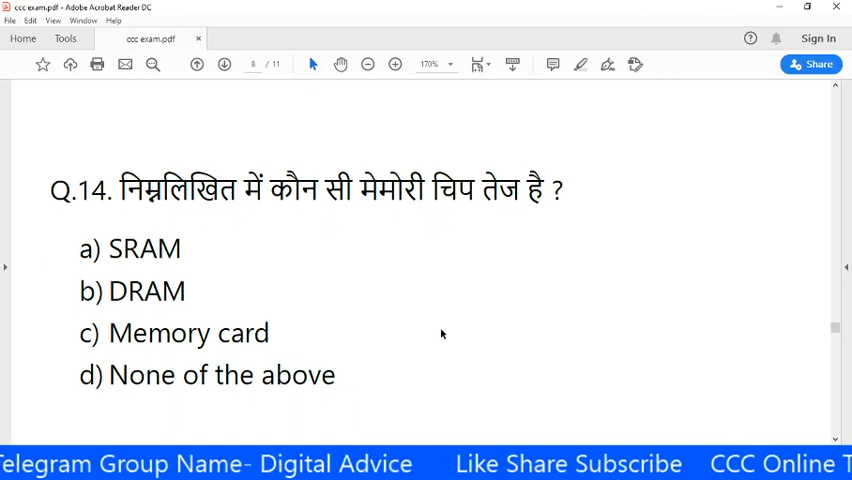 ccc exam.pdf - Adobe Acrobat Reader DC
File Edit View Window Help
Home Tools ccc exam.pdf × Sign In
8 / 11 170% Share
Q.14. निम्नलिखित में कौन सी मेमोरी चिप तेज है ?
a) SRAM
b) DRAM
c) Memory card
d) None of the above
Telegram Group Name- Digital Advice Like Share Subscribe CCC Online T